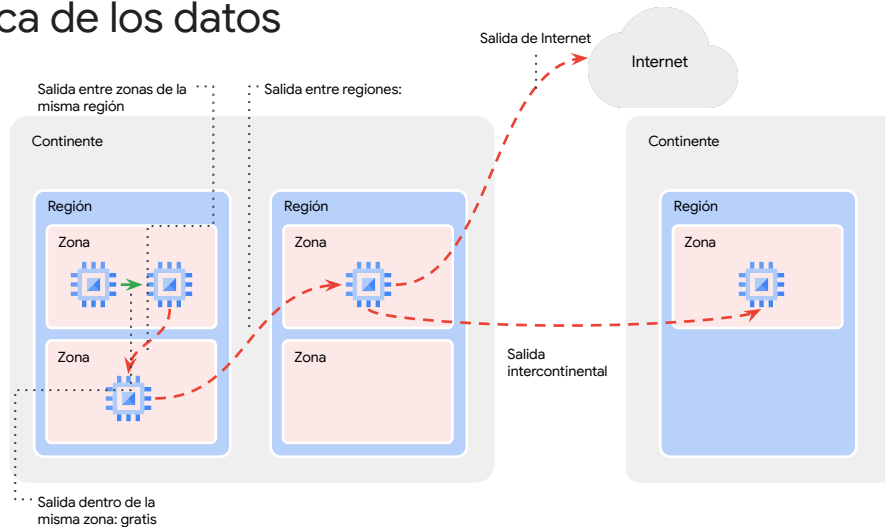 ca de los datos
Salida de Internet
Internet
Salida entre zonas de la
misma región
Salida entre regiones:
Continente
Continente
Región
Región
Región
Zona
Zona
Zona
Zona
Zona
Salida
intercontinental
Salida dentro de la
misma zona: gratis